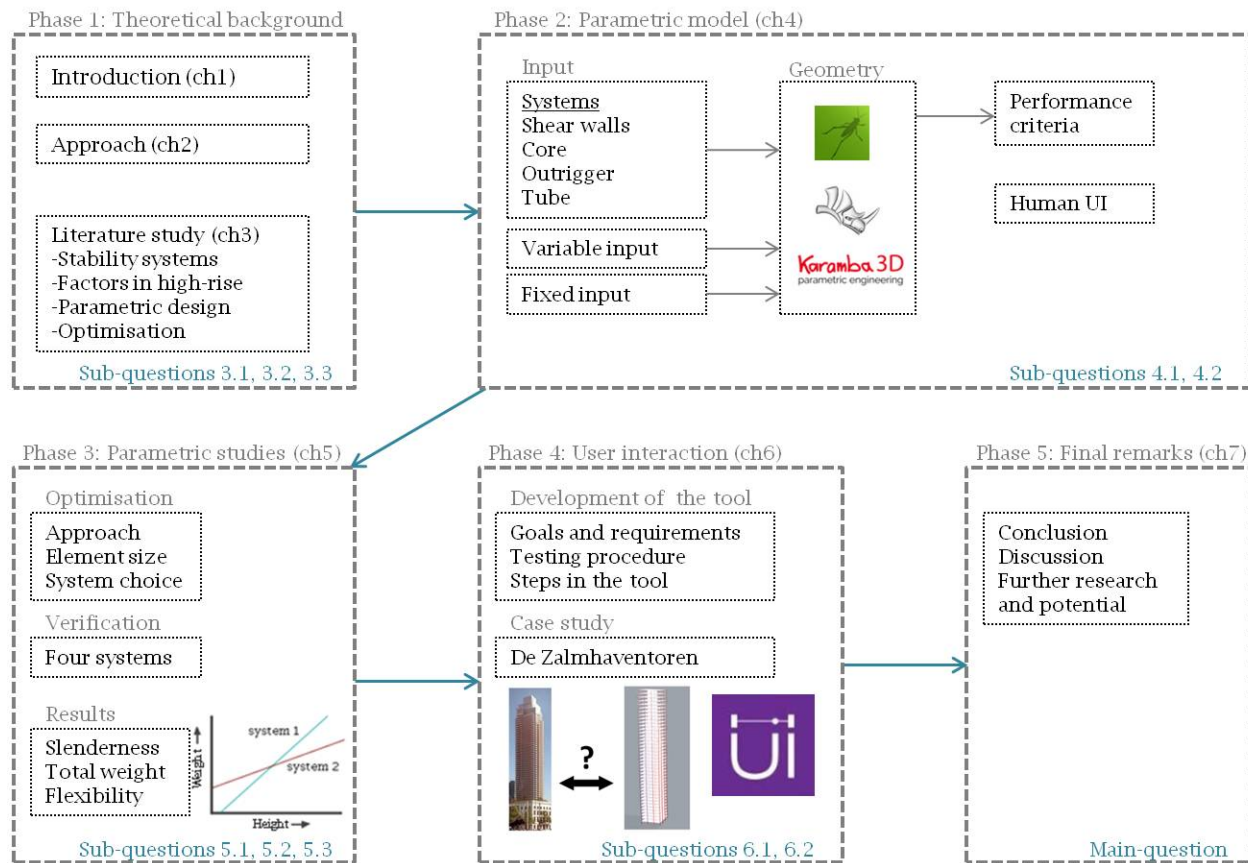 Phase 1: Theoretical background
Introduction (ch1)
Approach (ch2)
Literature study (ch3)
-Stability systems
-Factors in high-rise
-Parametric design
-Optimisation
Sub-questions 3.1, 3.2, 3.3
Phase 2: Parametric model (ch4)
Input
Systems
Shear walls
Core
Outrigger
Tube
Variable input
Fixed input
Geometry
Karamba3D
parametric engineering
Performance
criteria
Human UI
Sub-questions 4.1, 4.2
Phase 3: Parametric studies (ch5)
Optimisation
Approach
Element size
System choice
Verification
Four systems
Results
Slenderness
Total weight
Flexibility
Weight
system 1
system 2
Height
Sub-questions 5.1, 5.2, 5.3
Phase 4: User interaction (ch6)
Development of the tool
Goals and requirements
Testing procedure
Steps in the tool
Case study
De Zalmhaventoren
?
Ui
Sub-questions 6.1, 6.2
Phase 5: Final remarks (ch7)
Conclusion
Discussion
Further research
and potential
Main-question